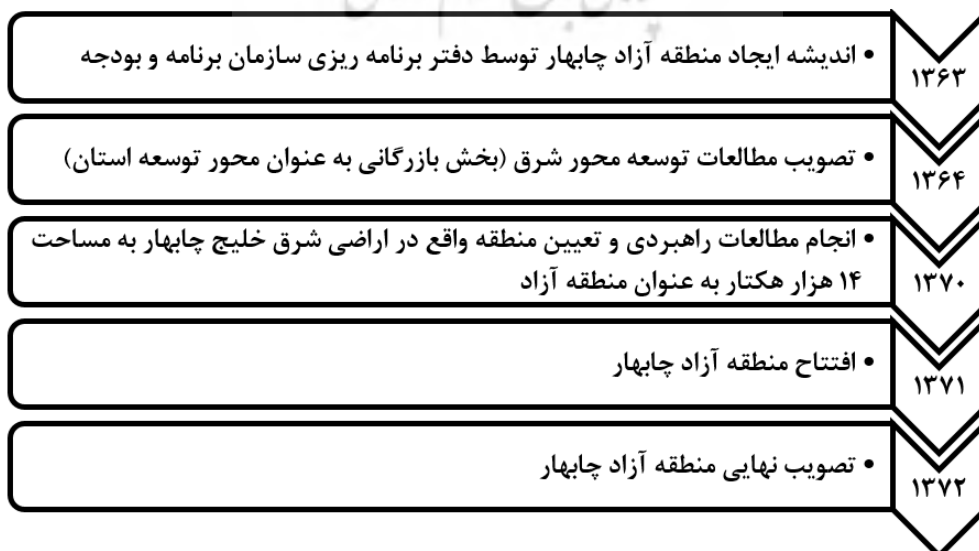 ۱۳۶۳
• اندیشه ایجاد منطقه آزاد چابهار توسط دفتر برنامه ریزی سازمان برنامه و بودجه
۱۳۶۴
• تصویب مطالعات توسعه محور شرق (بخش بازرگانی به عنوان محور توسعه استان)
۱۳۷۰
• انجام مطالعات راهبردی و تعیین منطقه واقع در اراضی شرق خلیج چابهار به مساحت
۱۴ هزار هکتار به عنوان منطقه آزاد
۱۳۷۱
• افتتاح منطقه آزاد چابهار
۱۳۷۲
• تصویب نهایی منطقه آزاد چابهار